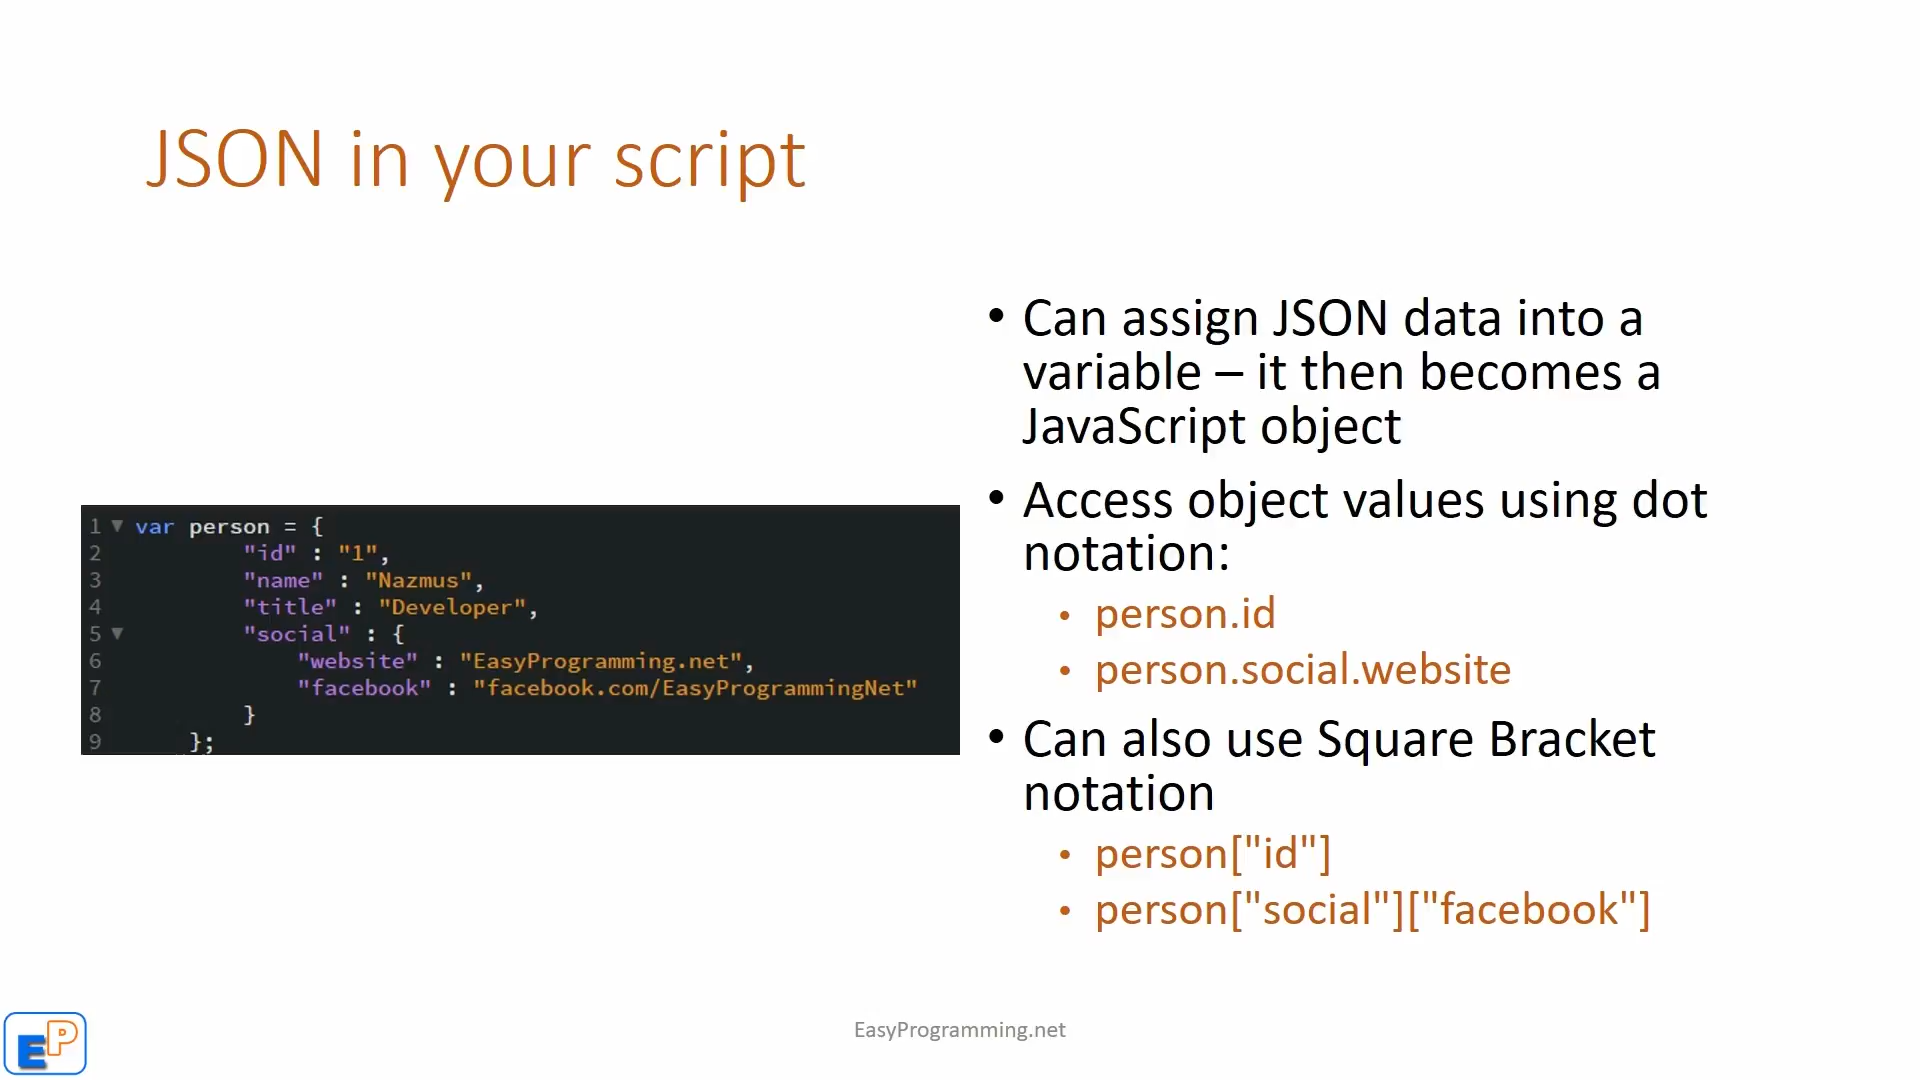 JSON in your script
1 var person = {
2 "id" : "1",
3 "name" : "Nazmus",
4 "title" : "Developer",
5 "social" : {
6 "website" : "EasyProgramming.net",
7 "facebook" : "facebook.com/EasyProgrammingNet"
8 }
9 };
• Can assign JSON data into a
variable – it then becomes a
JavaScript object
• Access object values using dot
notation:
• person.id
• person.social.website
• Can also use Square Bracket
notation
• person["id"]
• person["social"]["facebook"]
EP
EasyProgramming.net